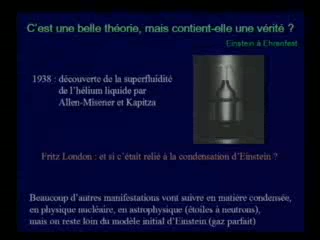 C'est une belle théorie, mais contient-elle une vérité ?
Einstein à Ehrenfest
1938 : découverte de la superfluidité
de l'hélium liquide par
Allen-Misener et Kapitza
Fritz London : et si c'était relié à la condensation d'Einstein ?
Beaucoup d'autres manifestations vont suivre en matière condensée,
en physique nucléaire, en astrophysique (étoiles à neutrons),
mais on reste loin du modèle initial d'Einstein (gaz parfait)